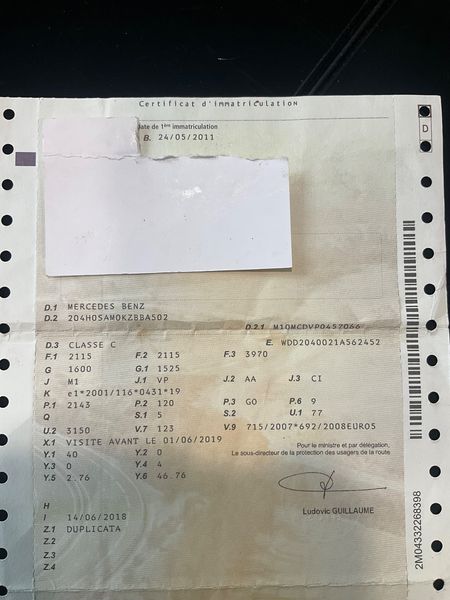 Certificat d'immatriculation
date de 1ère immatriculation
B. 24/05/2011
D
D.1 MERCEDES BENZ
D.2 204H0SAM0KZBBA502
D.2.1 M10MCDVP0457066
D.3 CLASSE C
E. WDD2040021A562452
F.1 2115 F.2 2115 F.3 3970
G 1600 G.1 1525
J M1 J.1 VP J.2 AA J.3 CI
K e1*2001/116*0431*19
P.1 2143 P.2 120 P.3 GO P.6 9
Q S.1 5 S.2 U.1 77
U.2 3150 V.7 123 V.9 715/2007*692/2008EURO5
X.1 VISITE AVANT LE 01/06/2019
Pour le ministre et par délégation,
Le sous-directeur de la protection des usagers de la route
Y.1 40 Y.2 0
Y.3 0 Y.4 4
Y.5 2.76 Y.6 46.76
Ludovic GUILLAUME
H
I 14/06/2018
Z.1 DUPLICATA
Z.2
Z.3
Z.4
2M04332268398